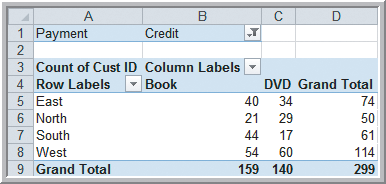 A B C D
1 Payment Credit
2
3 Count of Cust ID Column Labels
4 Row Labels Book DVD Grand Total
5 East 40 34 74
6 North 21 29 50
7 South 44 17 61
8 West 54 60 114
9 Grand Total 159 140 299